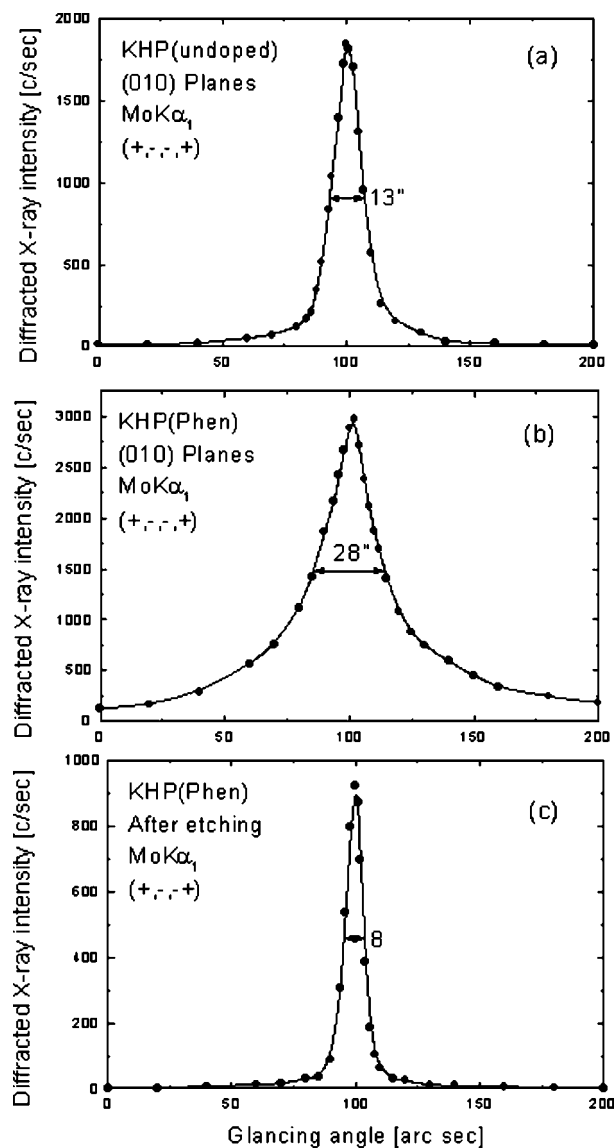 2000
1500
1000
500
0
0 50 100 150 200
Diffracted X-ray intensity [c/sec]
KHP(undoped)
(010) Planes
MoKα₁
(+,-,-,+)
(a)
13"
3000
2500
2000
1500
1000
500
0
0 50 100 150 200
Diffracted X-ray intensity [c/sec]
KHP(Phen)
(010) Planes
MoKα₁
(+,-,-,+)
(b)
28"
1000
800
600
400
200
0
0 50 100 150 200
Diffracted X-ray intensity [c/sec]
KHP(Phen)
After etching
MoKα₁
(+,-,-+)
(c)
8
Glancing angle [arc sec]